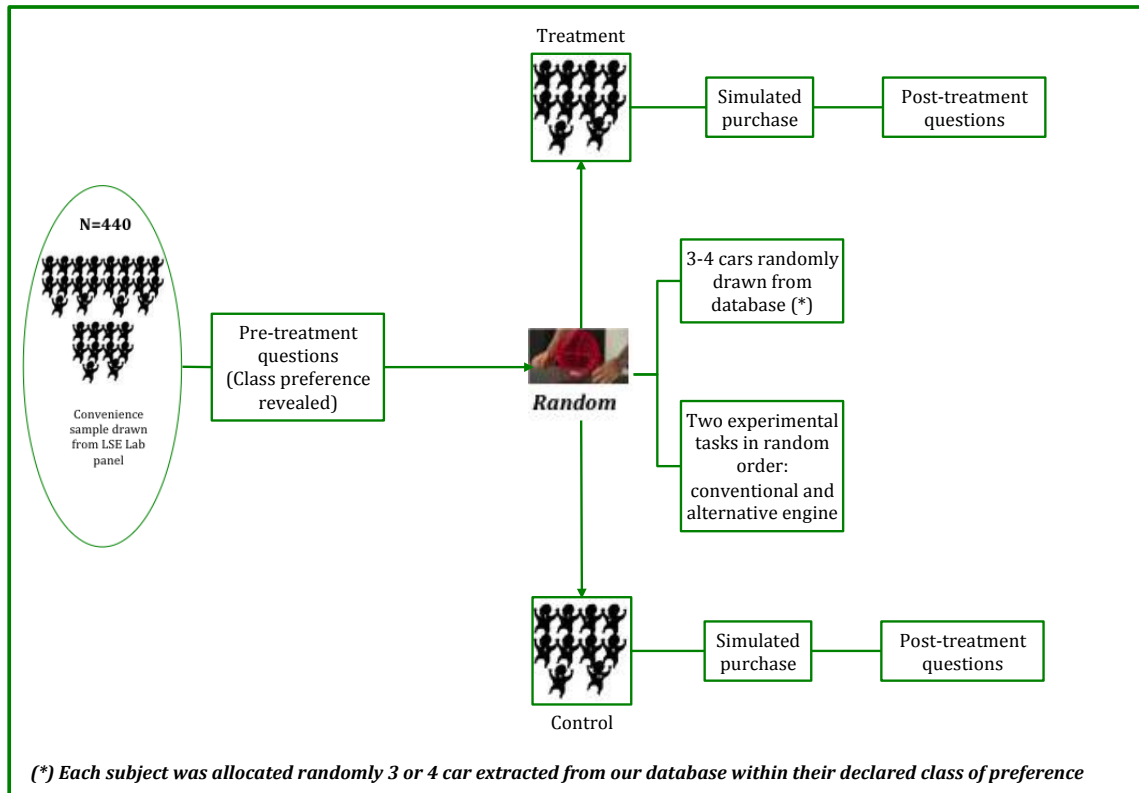 Treatment
Simulated
purchase
Post-treatment
questions
N=440
Convenience
sample drawn
from LSE Lab
panel
Pre-treatment
questions
(Class preference
revealed)
Random
3-4 cars randomly
drawn from
database (*)
Two experimental
tasks in random
order:
conventional and
alternative engine
Simulated
purchase
Post-treatment
questions
Control
(*) Each subject was allocated randomly 3 or 4 car extracted from our database within their declared class of preference